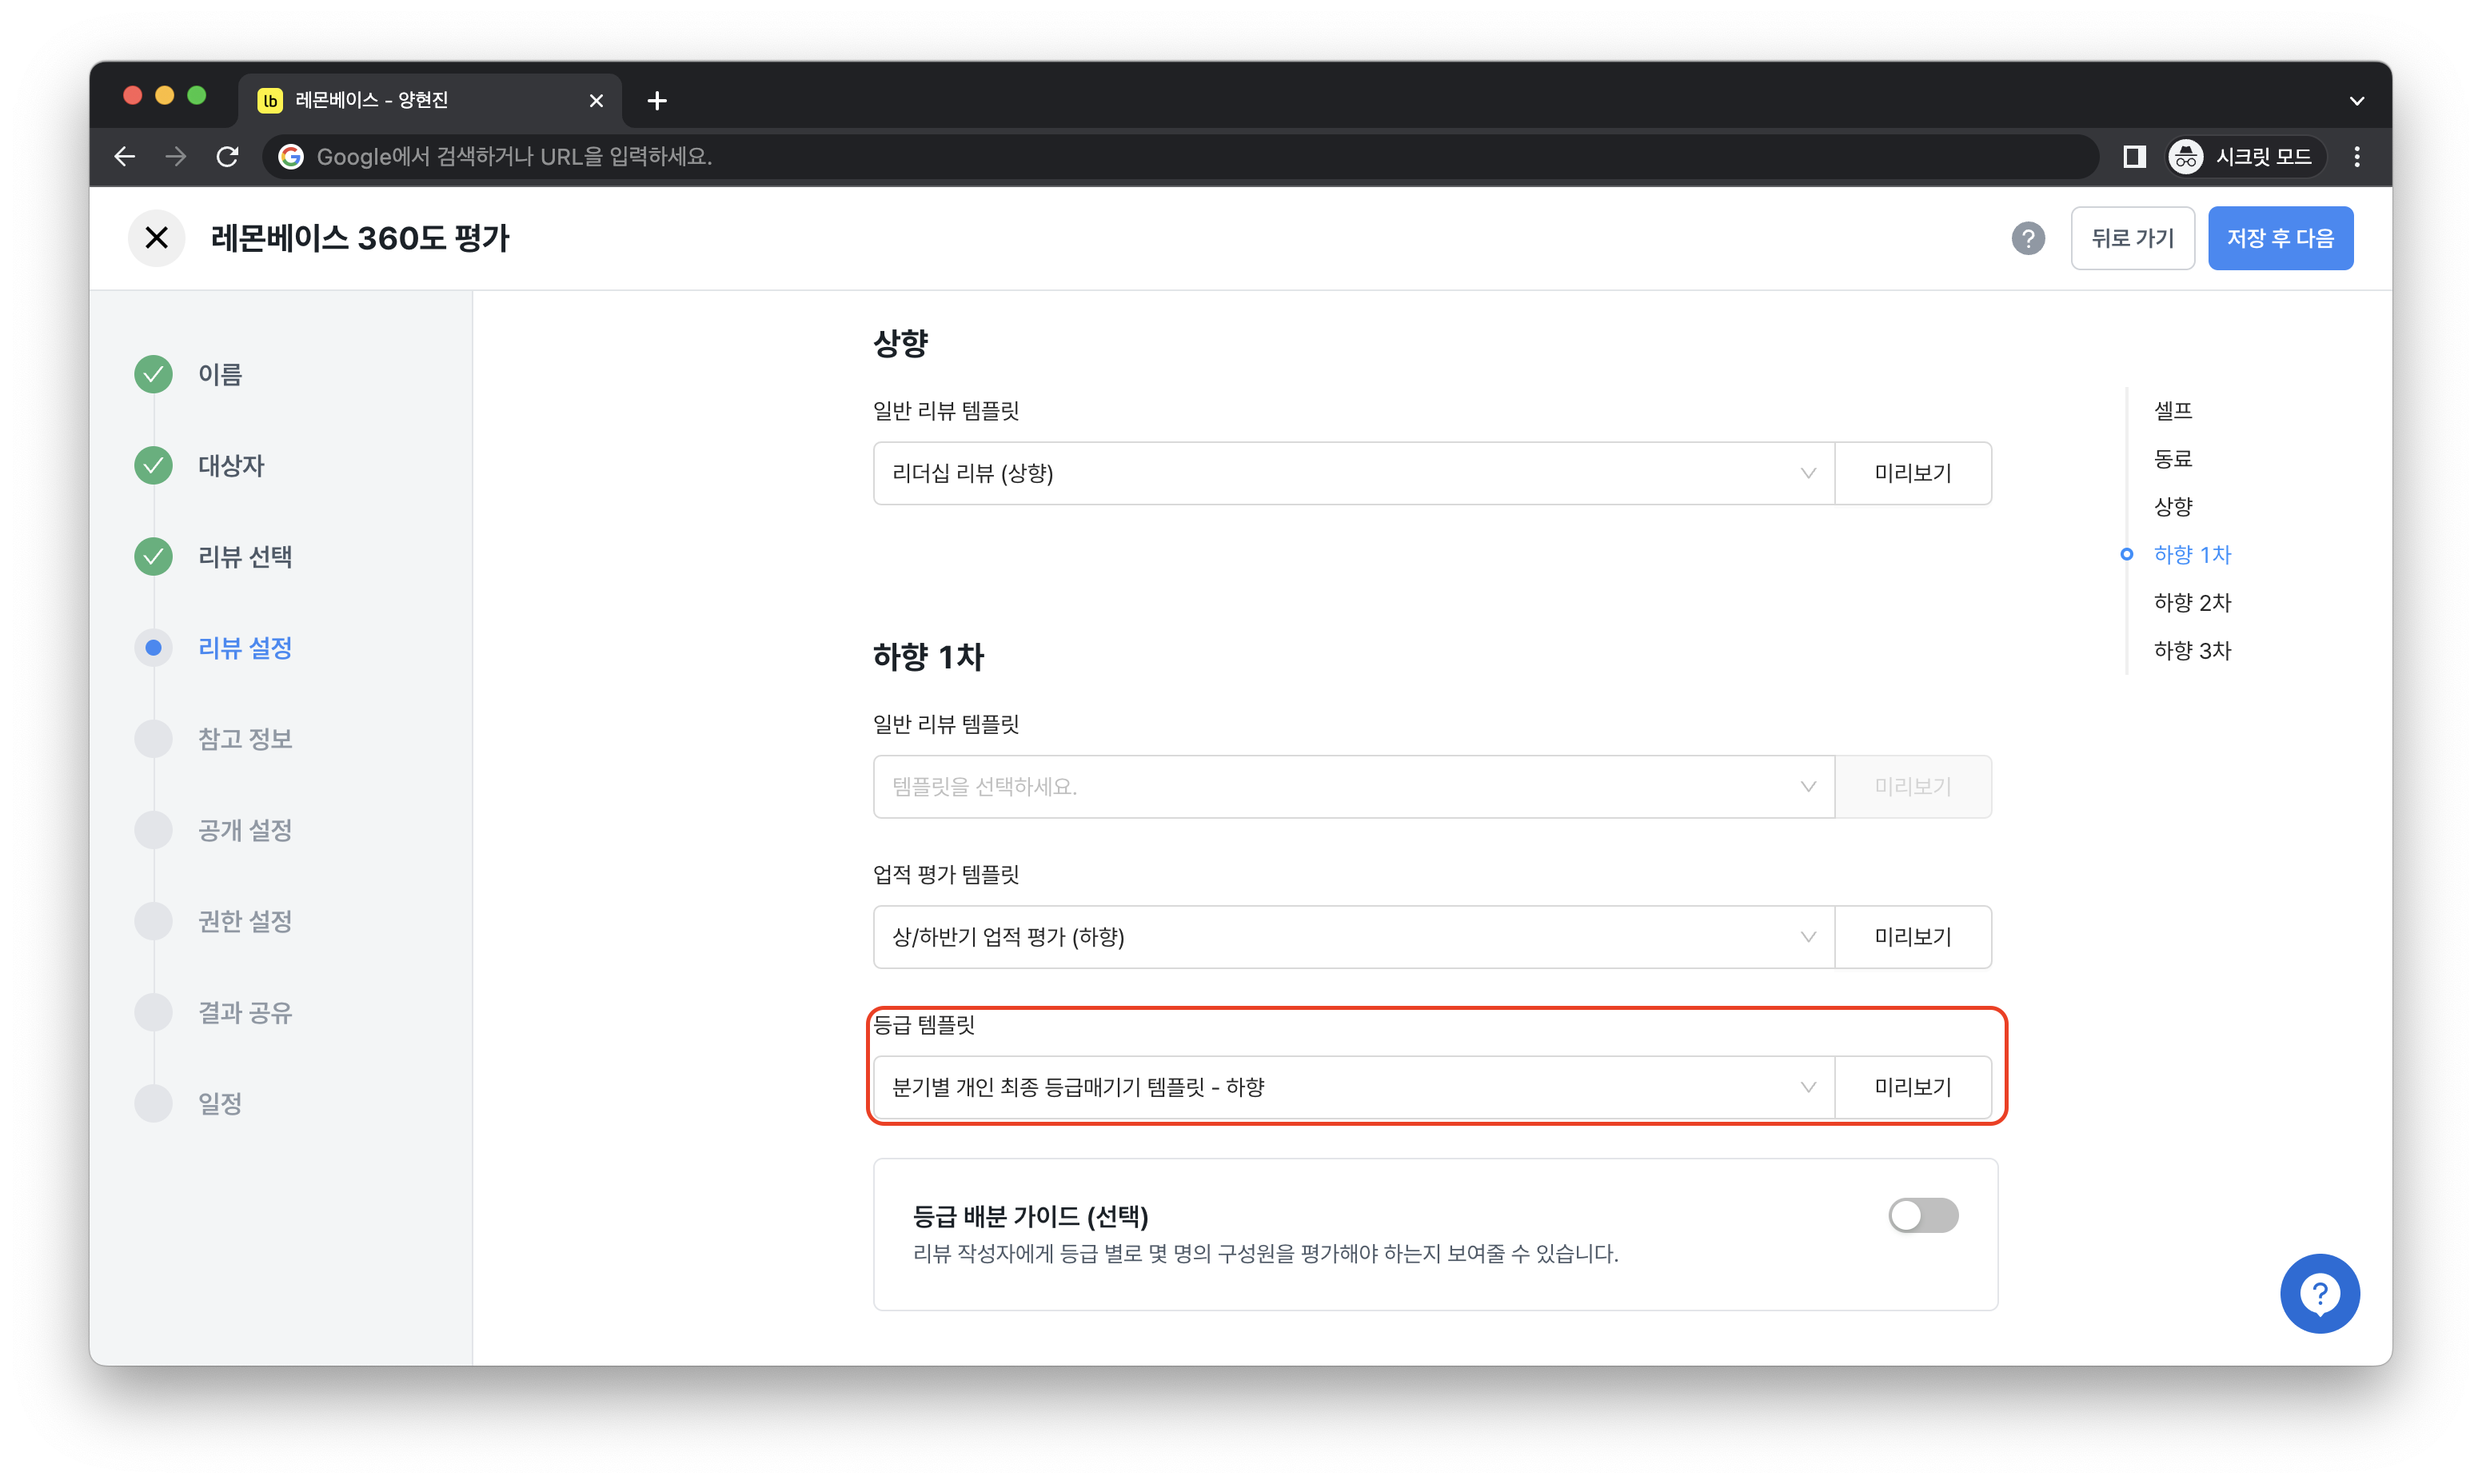 lb 레몬베이스 - 양현진
Google에서 검색하거나 URL을 입력하세요.
시크릿 모드
레몬베이스 360도 평가
?
뒤로 가기
저장 후 다음
이름
대상자
리뷰 선택
리뷰 설정
참고 정보
공개 설정
권한 설정
결과 공유
일정
상향
일반 리뷰 템플릿
리더십 리뷰 (상향)
미리보기
하향 1차
일반 리뷰 템플릿
템플릿을 선택하세요.
미리보기
업적 평가 템플릿
상/하반기 업적 평가 (하향)
미리보기
등급 템플릿
분기별 개인 최종 등급매기기 템플릿 - 하향
미리보기
등급 배분 가이드 (선택)
리뷰 작성자에게 등급 별로 몇 명의 구성원을 평가해야 하는지 보여줄 수 있습니다.
셀프
동료
상향
하향 1차
하향 2차
하향 3차
?